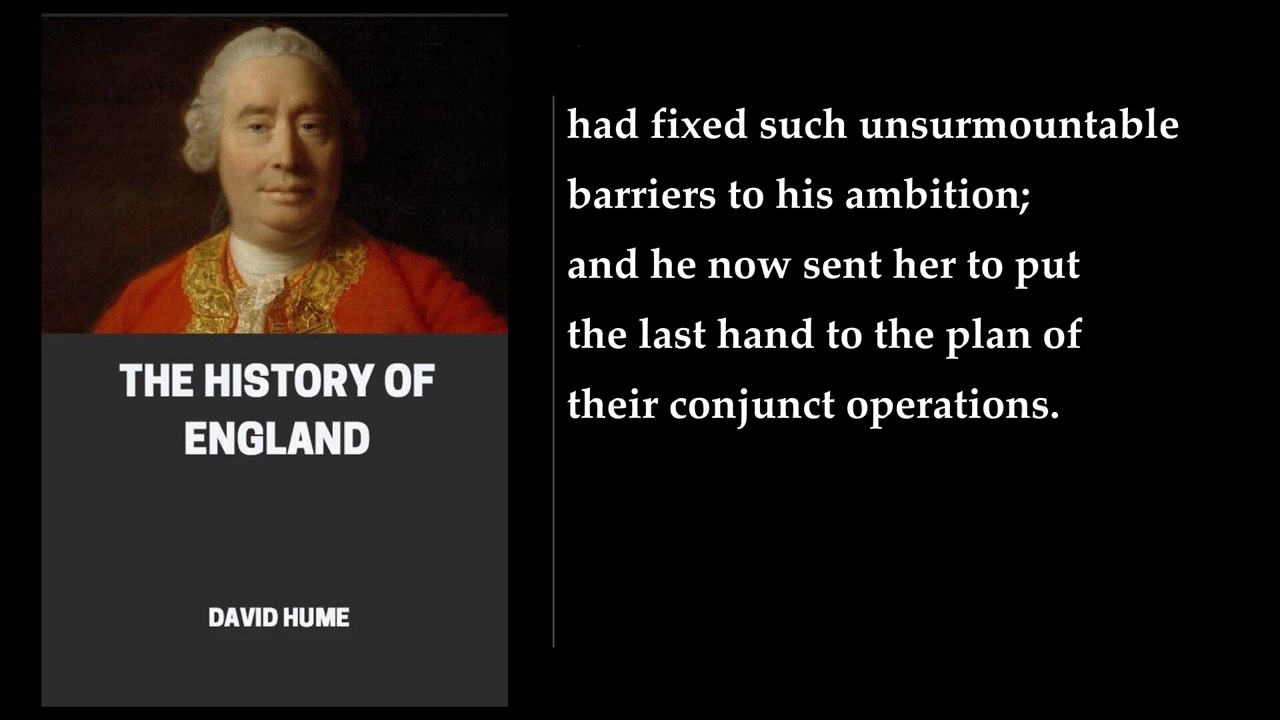 THE HISTORY OF
ENGLAND
DAVID HUME
had fixed such unsurmountable
barriers to his ambition;
and he now sent her to put
the last hand to the plan of
their conjunct operations.